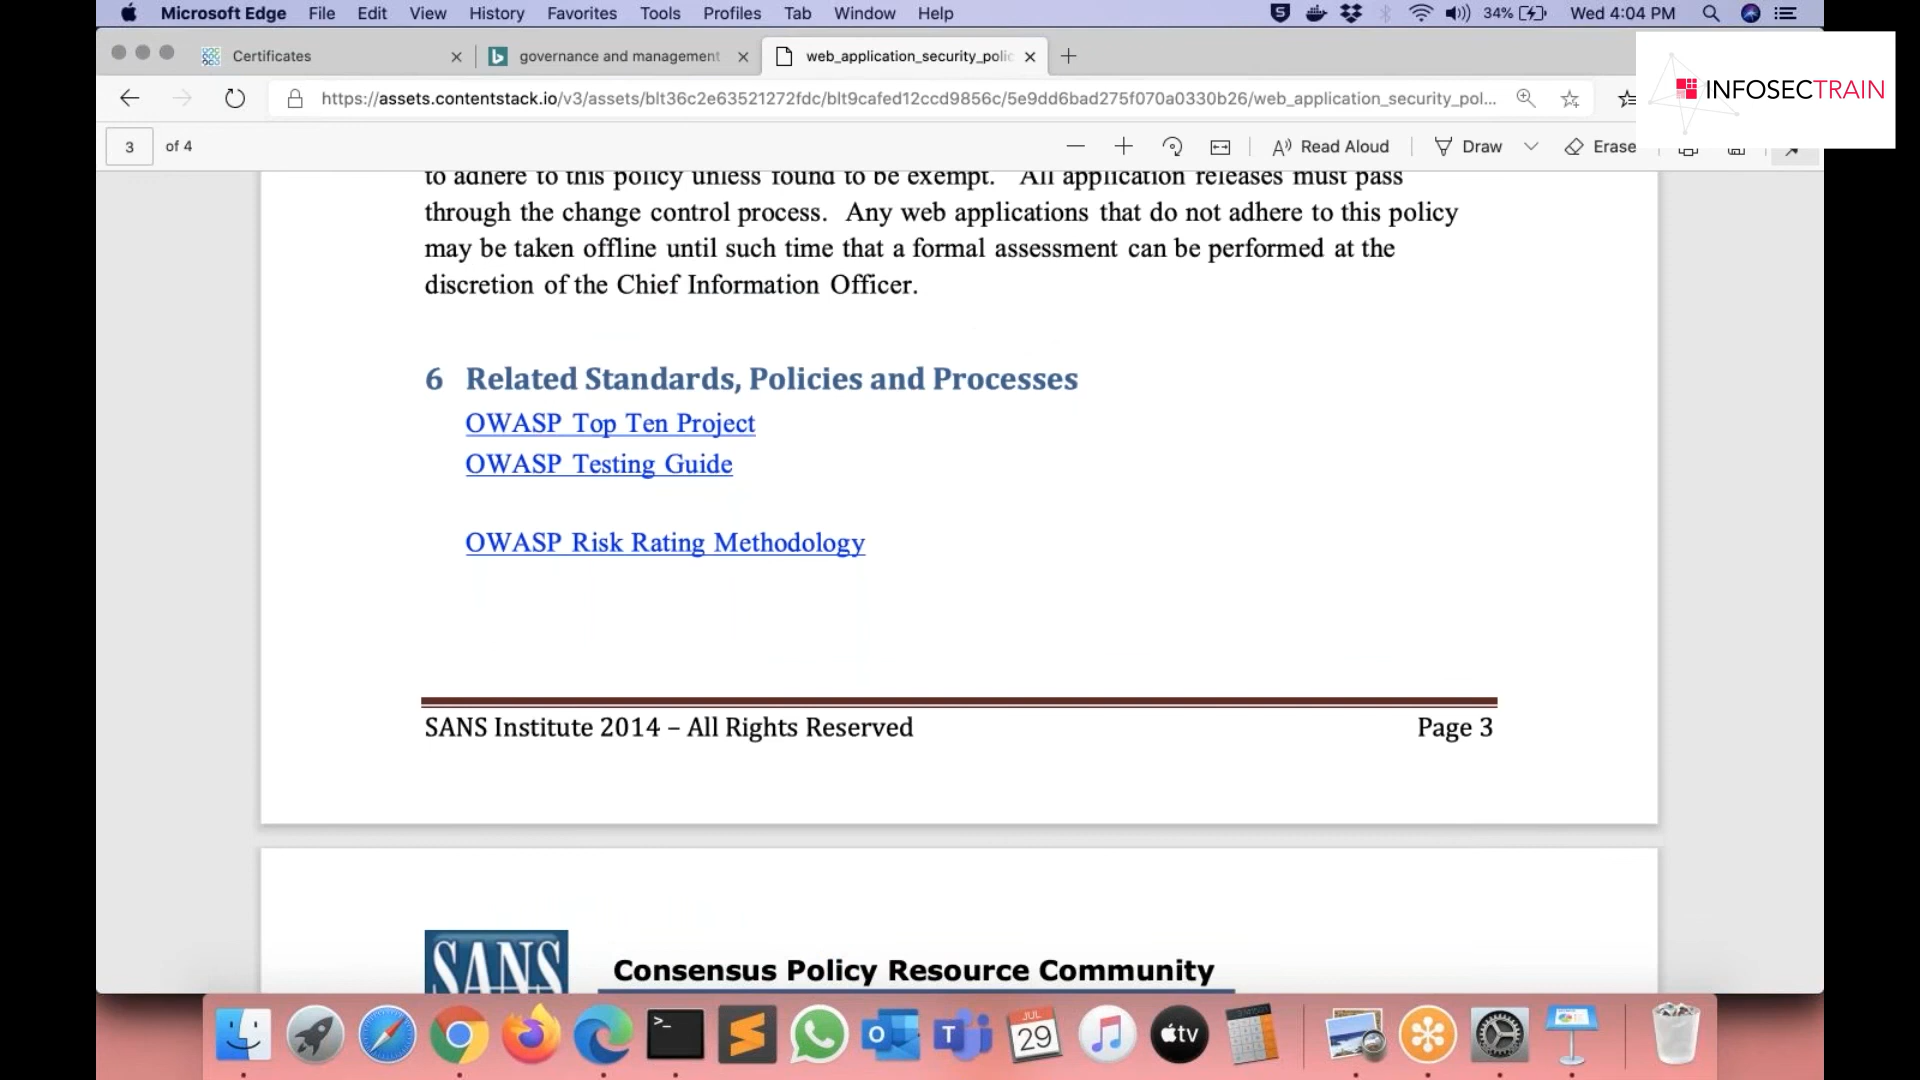 Microsoft Edge File Edit View History Favorites Tools Profiles Tab Window Help 34% Wed 4:04 PM
Certificates governance and management web_application_security_polic
https://assets.contentstack.io/v3/assets/blt36c2e63521272fdc/blt9cafed12ccd9856c/5e9dd6bad275f070a0330b26/web_application_security_pol...
INFOSECTRAIN
3 of 4 Read Aloud Draw Erase
to adhere to this policy unless found to be exempt. All application releases must pass
through the change control process. Any web applications that do not adhere to this policy
may be taken offline until such time that a formal assessment can be performed at the
discretion of the Chief Information Officer.
6 Related Standards, Policies and Processes
OWASP Top Ten Project
OWASP Testing Guide
OWASP Risk Rating Methodology
SANS Institute 2014 – All Rights Reserved Page 3
SANS
Consensus Policy Resource Community
JUL
29
tv